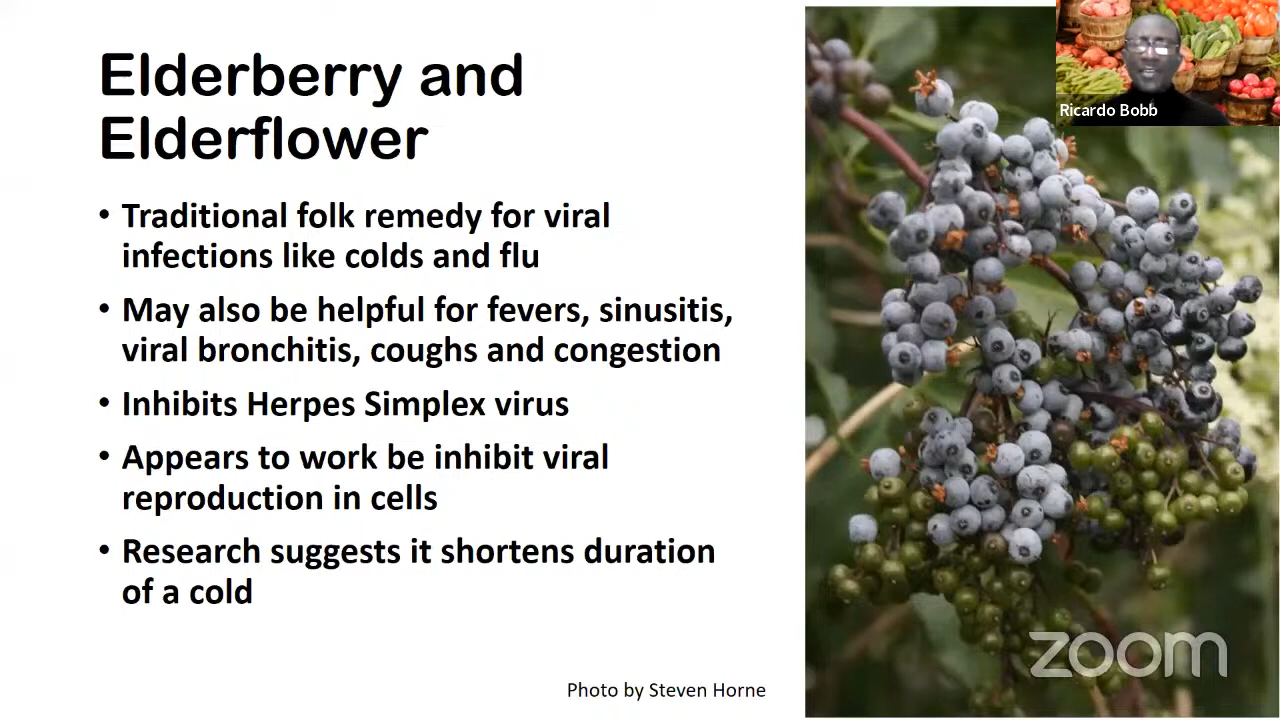 Elderberry and
Elderflower
• Traditional folk remedy for viral
infections like colds and flu
• May also be helpful for fevers, sinusitis,
viral bronchitis, coughs and congestion
• Inhibits Herpes Simplex virus
• Appears to work be inhibit viral
reproduction in cells
• Research suggests it shortens duration
of a cold
Photo by Steven Horne
Ricardo Bobb
zoom